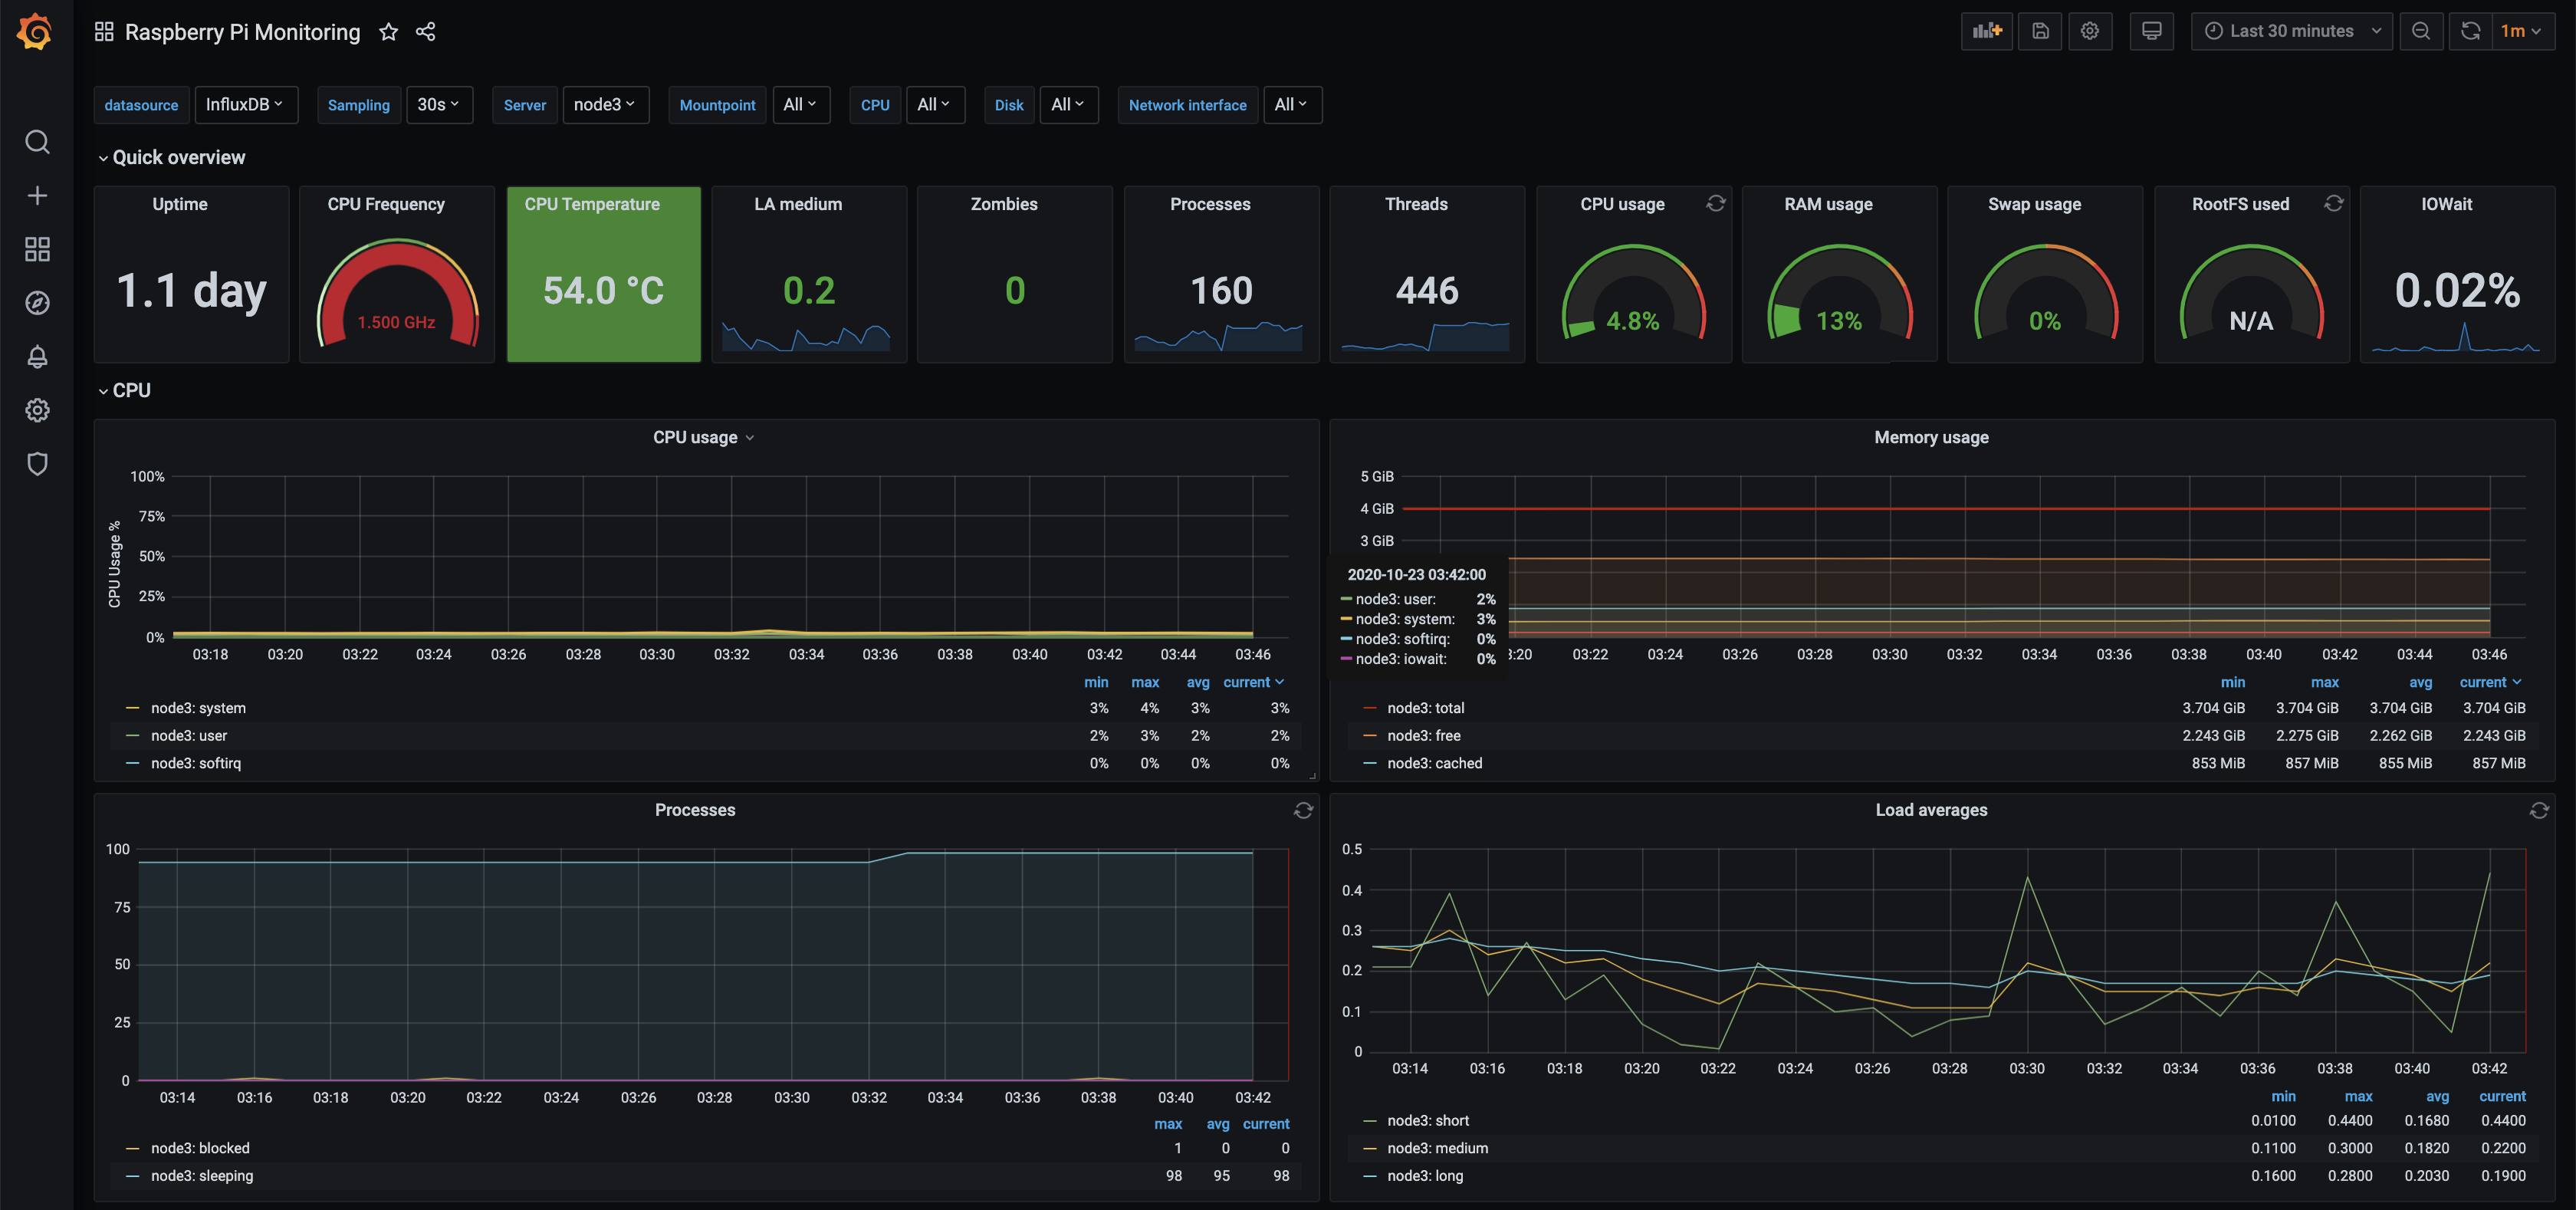 Raspberry Pi Monitoring
Last 30 minutes 1m
datasource InfluxDB Sampling 30s Server node3 Mountpoint All CPU All Disk All Network interface All
Quick overview
Uptime CPU Frequency CPU Temperature LA medium Zombies Processes Threads CPU usage RAM usage Swap usage RootFS used IOWait
1.1 day 1.500 GHz 54.0 °C 0.2 0 160 446 4.8% 13% 0% N/A 0.02%
CPU
CPU usage
100%
75%
50%
25%
0%
CPU Usage %
03:18 03:20 03:22 03:24 03:26 03:28 03:30 03:32 03:34 03:36 03:38 03:40 03:42 03:44 03:46
min max avg current
node3: system 3% 4% 3% 3%
node3: user 2% 3% 2% 2%
node3: softirq 0% 0% 0% 0%
Memory usage
5 GiB
4 GiB
3 GiB
2020-10-23 03:42:00
node3: user: 2%
node3: system: 3%
node3: softirq: 0%
node3: iowait: 0%
3:20 03:22 03:24 03:26 03:28 03:30 03:32 03:34 03:36 03:38 03:40 03:42 03:44 03:46
min max avg current
node3: total 3.704 GiB 3.704 GiB 3.704 GiB 3.704 GiB
node3: free 2.243 GiB 2.275 GiB 2.262 GiB 2.243 GiB
node3: cached 853 MiB 857 MiB 855 MiB 857 MiB
Processes
100
75
50
25
0
03:14 03:16 03:18 03:20 03:22 03:24 03:26 03:28 03:30 03:32 03:34 03:36 03:38 03:40 03:42
max avg current
node3: blocked 1 0 0
node3: sleeping 98 95 98
Load averages
0.5
0.4
0.3
0.2
0.1
0
03:14 03:16 03:18 03:20 03:22 03:24 03:26 03:28 03:30 03:32 03:34 03:36 03:38 03:40 03:42
min max avg current
node3: short 0.0100 0.4400 0.1680 0.4400
node3: medium 0.1100 0.3000 0.1820 0.2200
node3: long 0.1600 0.2800 0.2030 0.1900